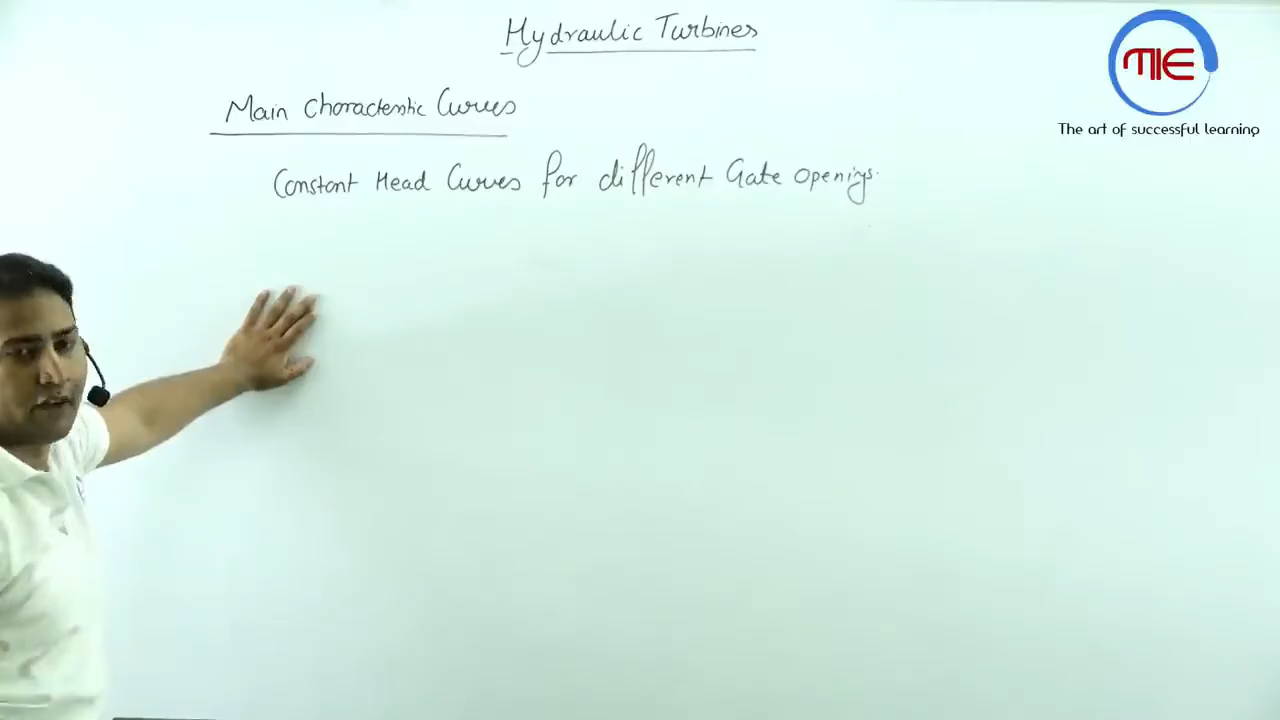 Hydraulic Turbines
MIE
The art of successful learning
Main Characteristic Curves
Constant Head Curves for different Gate openings.